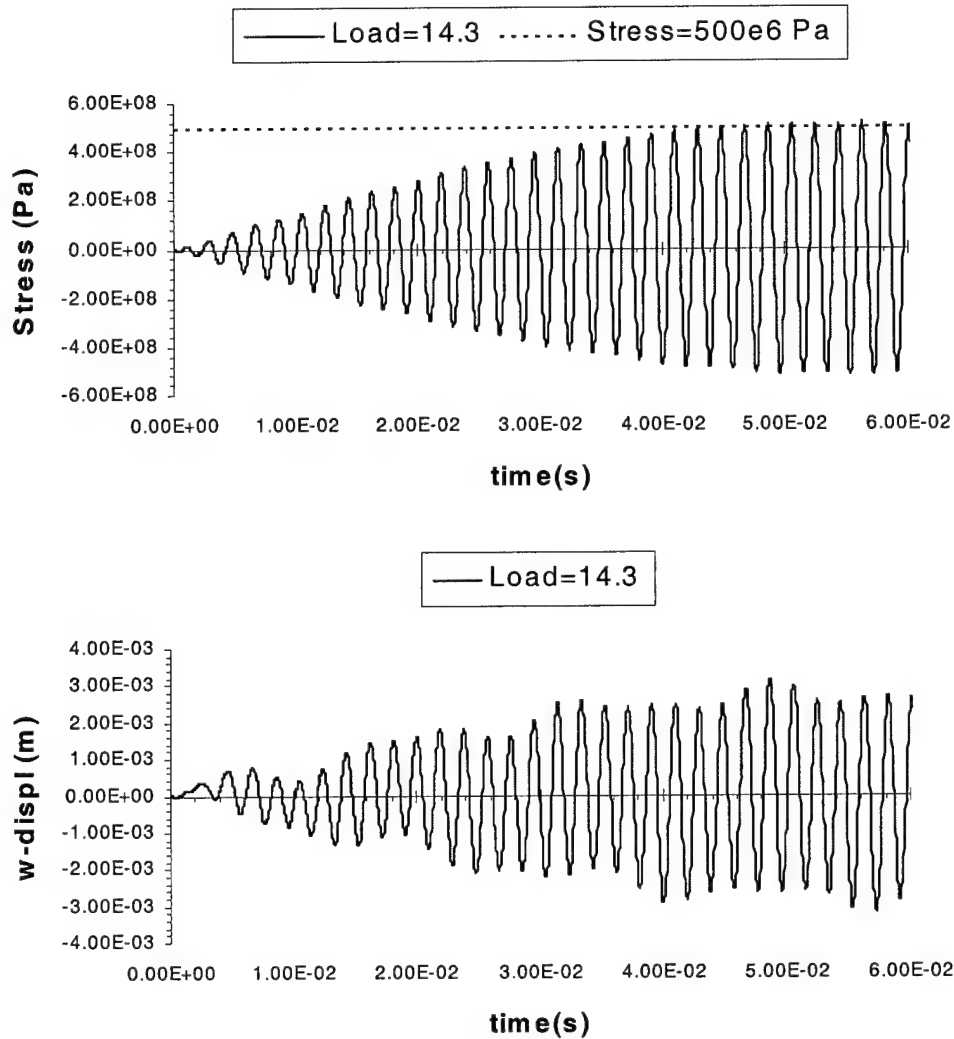 Load=14.3 Stress=500e6 Pa
6.00E+08
4.00E+08
2.00E+08
0.00E+00
-2.00E+08
-4.00E+08
-6.00E+08
Stress (Pa)
0.00E+00 1.00E-02 2.00E-02 3.00E-02 4.00E-02 5.00E-02 6.00E-02
time(s)
Load=14.3
4.00E-03
3.00E-03
2.00E-03
1.00E-03
0.00E+00
-1.00E-03
-2.00E-03
-3.00E-03
-4.00E-03
w-displ (m)
0.00E+00 1.00E-02 2.00E-02 3.00E-02 4.00E-02 5.00E-02 6.00E-02
time(s)